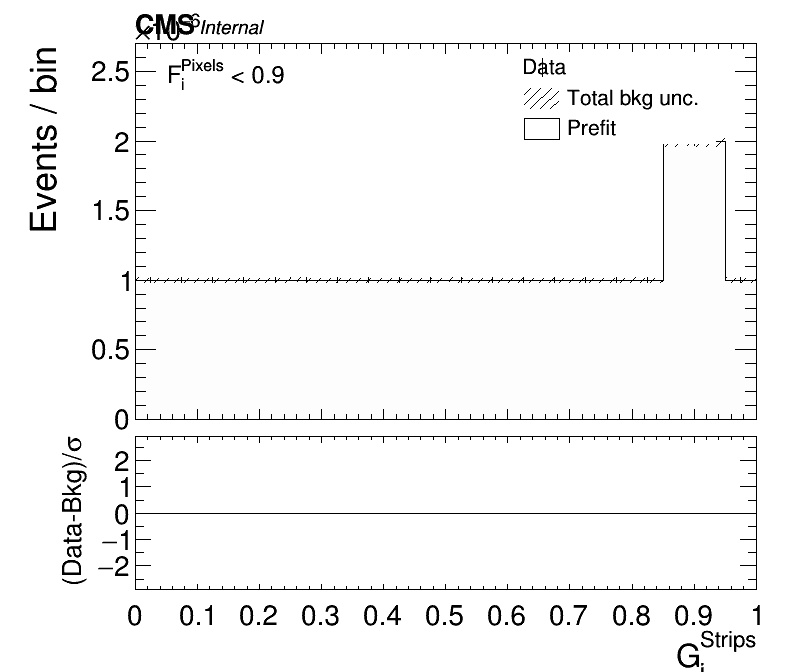 CMS Internal
×10⁻⁶
Events / bin
F_i^Pixels < 0.9
Data
Total bkg unc.
Prefit
2.5
2
1.5
1
0.5
0
(Data-Bkg)/σ
2
1
0
−1
−2
0 0.1 0.2 0.3 0.4 0.5 0.6 0.7 0.8 0.9 1
G_i^Strips